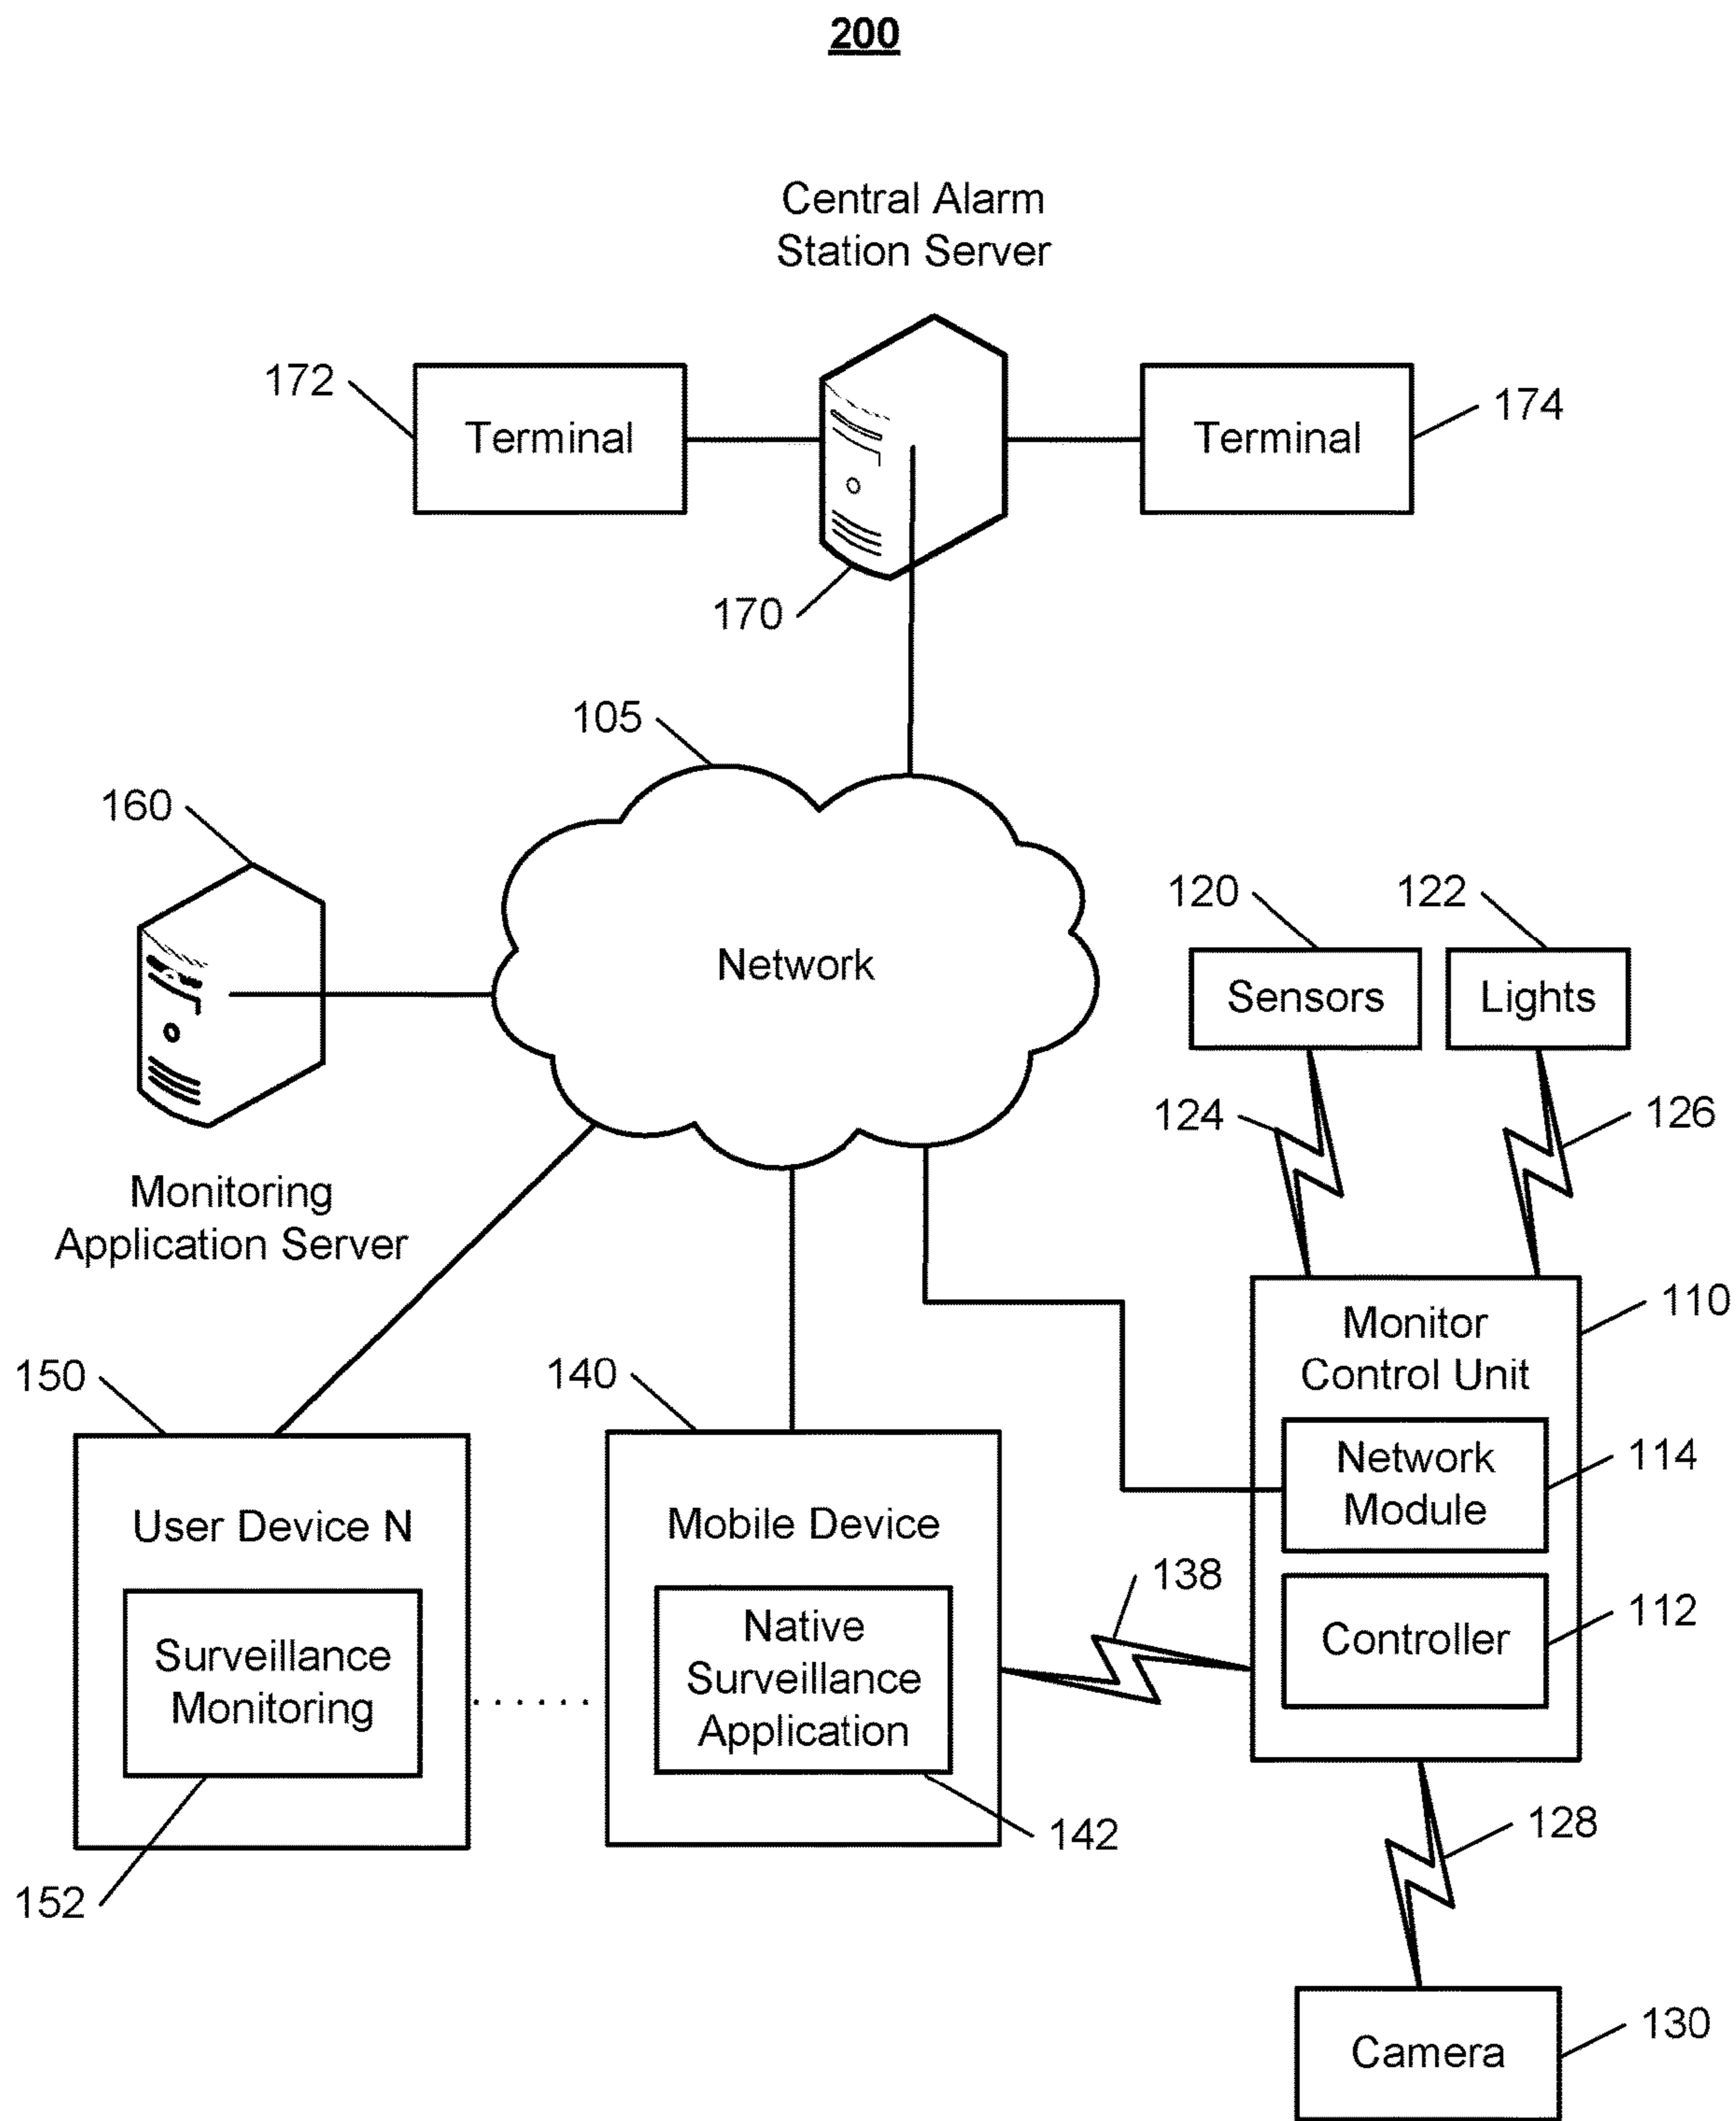 200
Central Alarm
Station Server
172
Terminal
Terminal
174
170
105
160
Network
120
122
Sensors
Lights
124
126
Monitoring
Application Server
110
Monitor
Control Unit
150
140
Network
Module
114
User Device N
Mobile Device
138
112
Controller
Surveillance
Monitoring
......
Native
Surveillance
Application
142
128
152
Camera
130